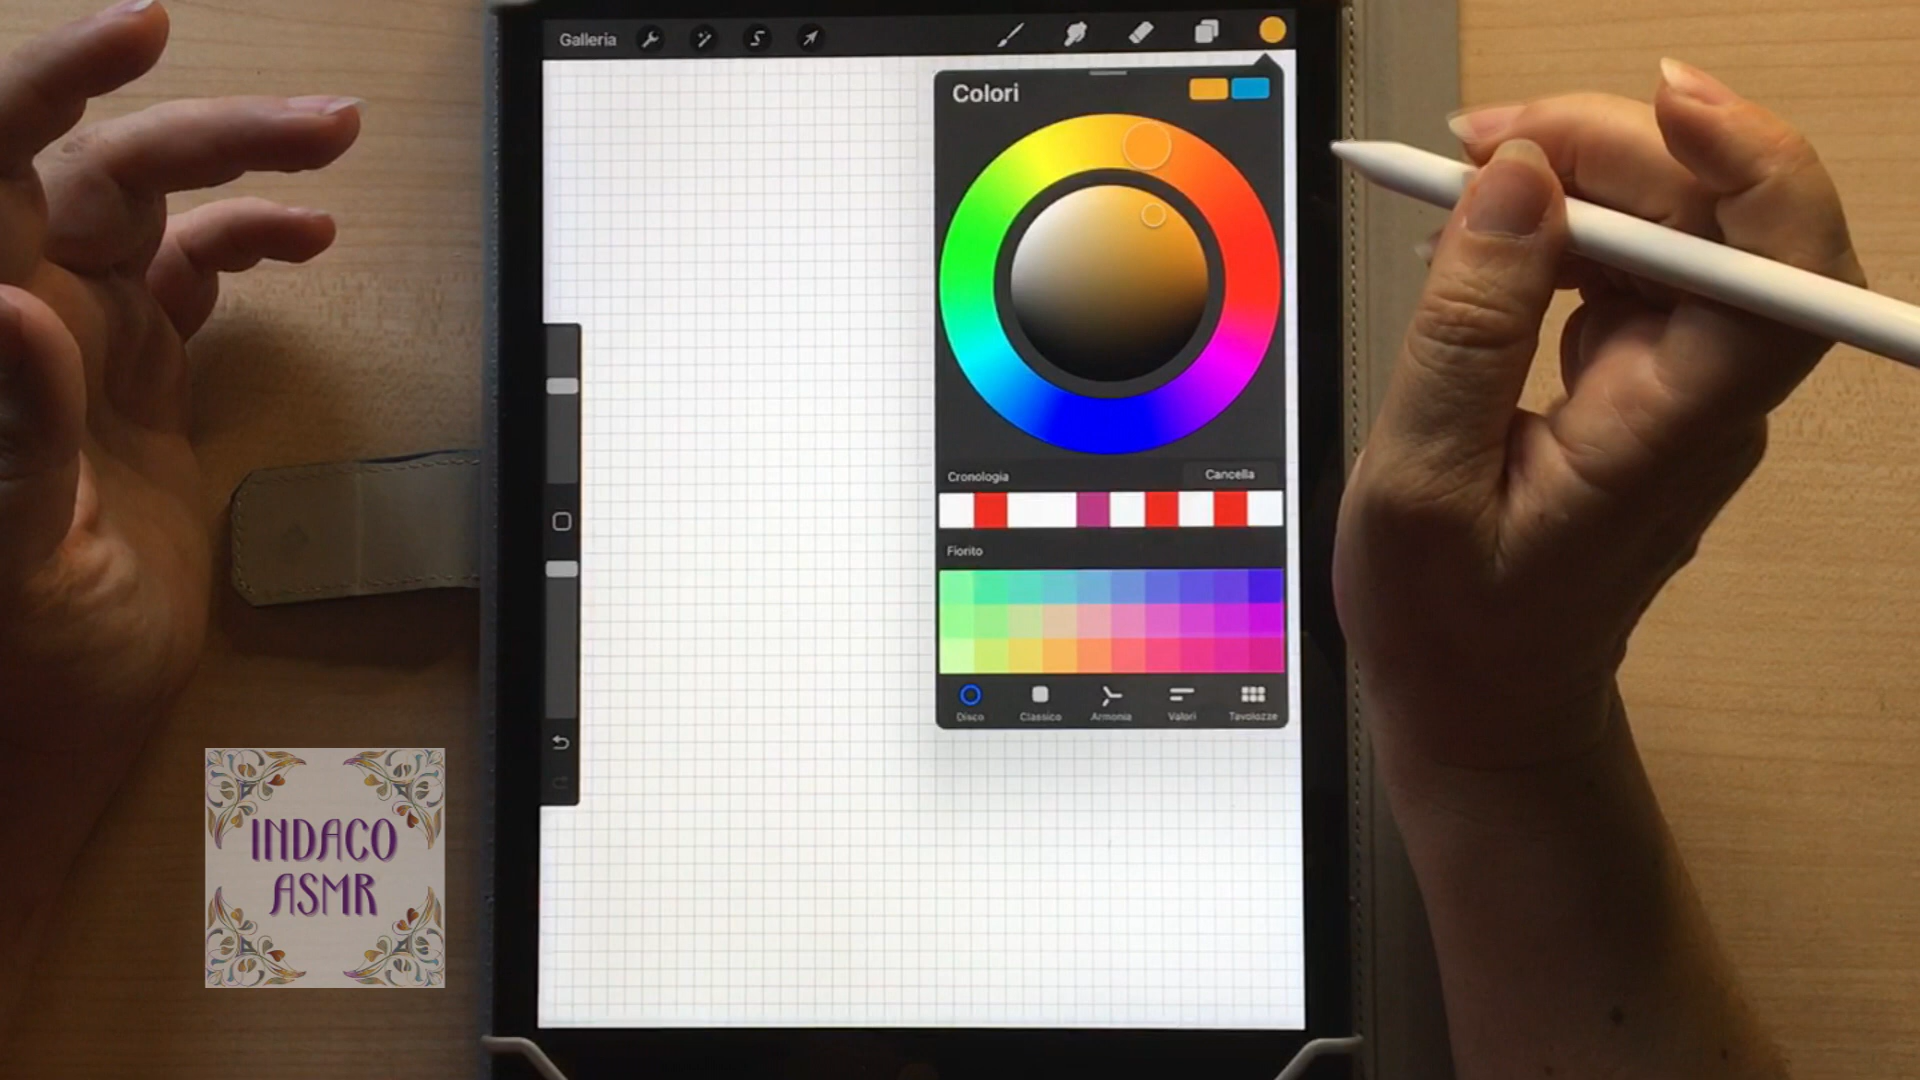 Galleria
Colori
Cronologia
Cancella
Fiorito
Disco
Classico
Armonia
Valori
Tavolozze
INDACO
ASMR